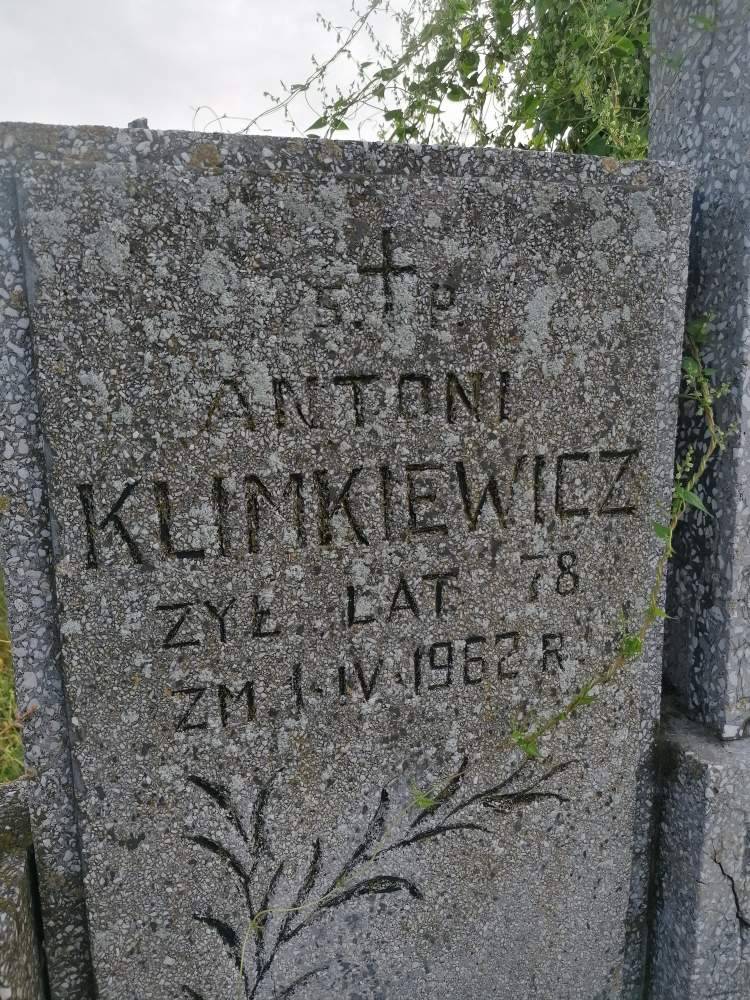 Ś. P.
ANTONI
KLIMKIEWICZ
ŻYŁ LAT 78
ZM. 1.IV.1962 R.